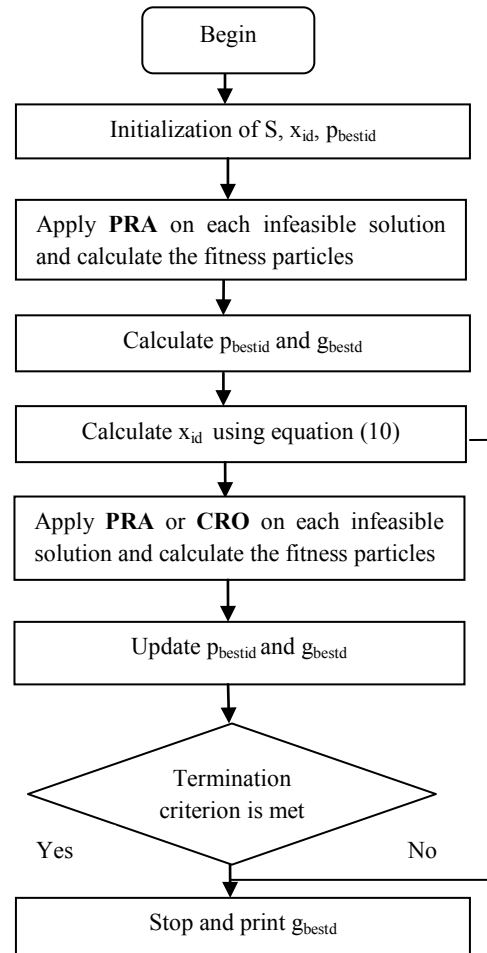 Begin
Initialization of S, x_id, p_bestid
Apply PRA on each infeasible solution
and calculate the fitness particles
Calculate p_bestid and g_bestd
Calculate x_id using equation (10)
Apply PRA or CRO on each infeasible
solution and calculate the fitness particles
Update p_bestid and g_bestd
Termination
criterion is met
Yes
No
Stop and print g_bestd